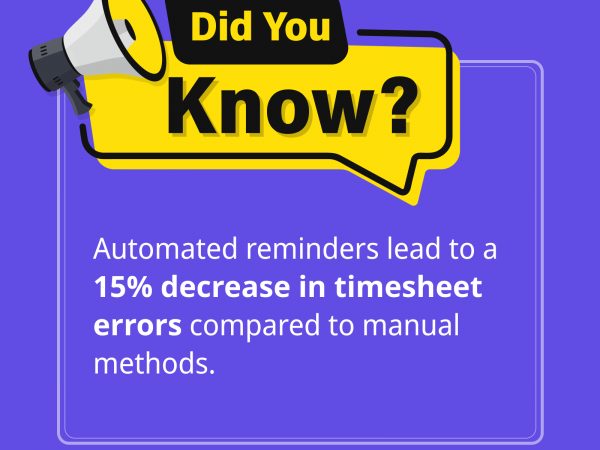 Did You
Know?
Automated reminders lead to a
15% decrease in timesheet
errors compared to manual
methods.